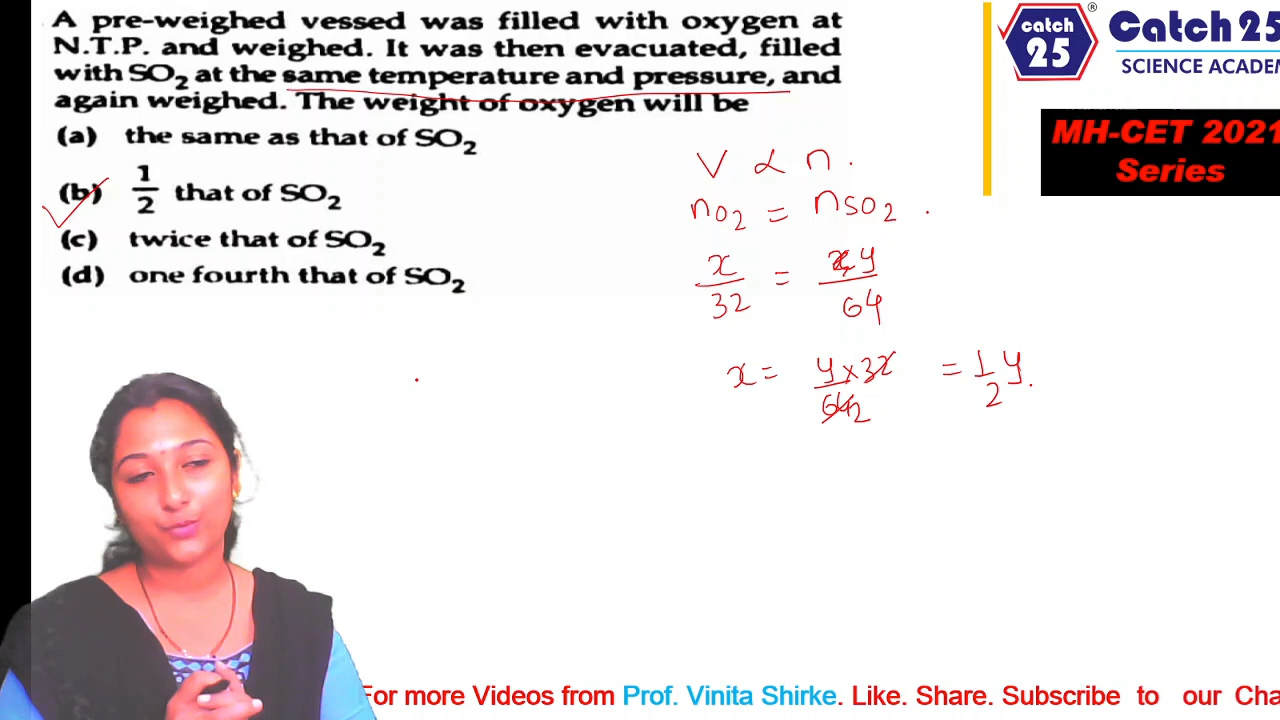 A pre-weighed vessed was filled with oxygen at
N.T.P. and weighed. It was then evacuated, filled
with SO₂ at the same temperature and pressure, and
again weighed. The weight of oxygen will be
(a) the same as that of SO₂
(b) 1/2 that of SO₂
(c) twice that of SO₂
(d) one fourth that of SO₂
V ∝ n.
nO₂ = nSO₂.
x/32 = y/64
x = y×32/64 2 = 1/2 y.
catch 25 ®
Catch 25
SCIENCE ACADEM
MH-CET 2021
Series
For more Videos from Prof. Vinita Shirke. Like. Share. Subscribe to our Cha